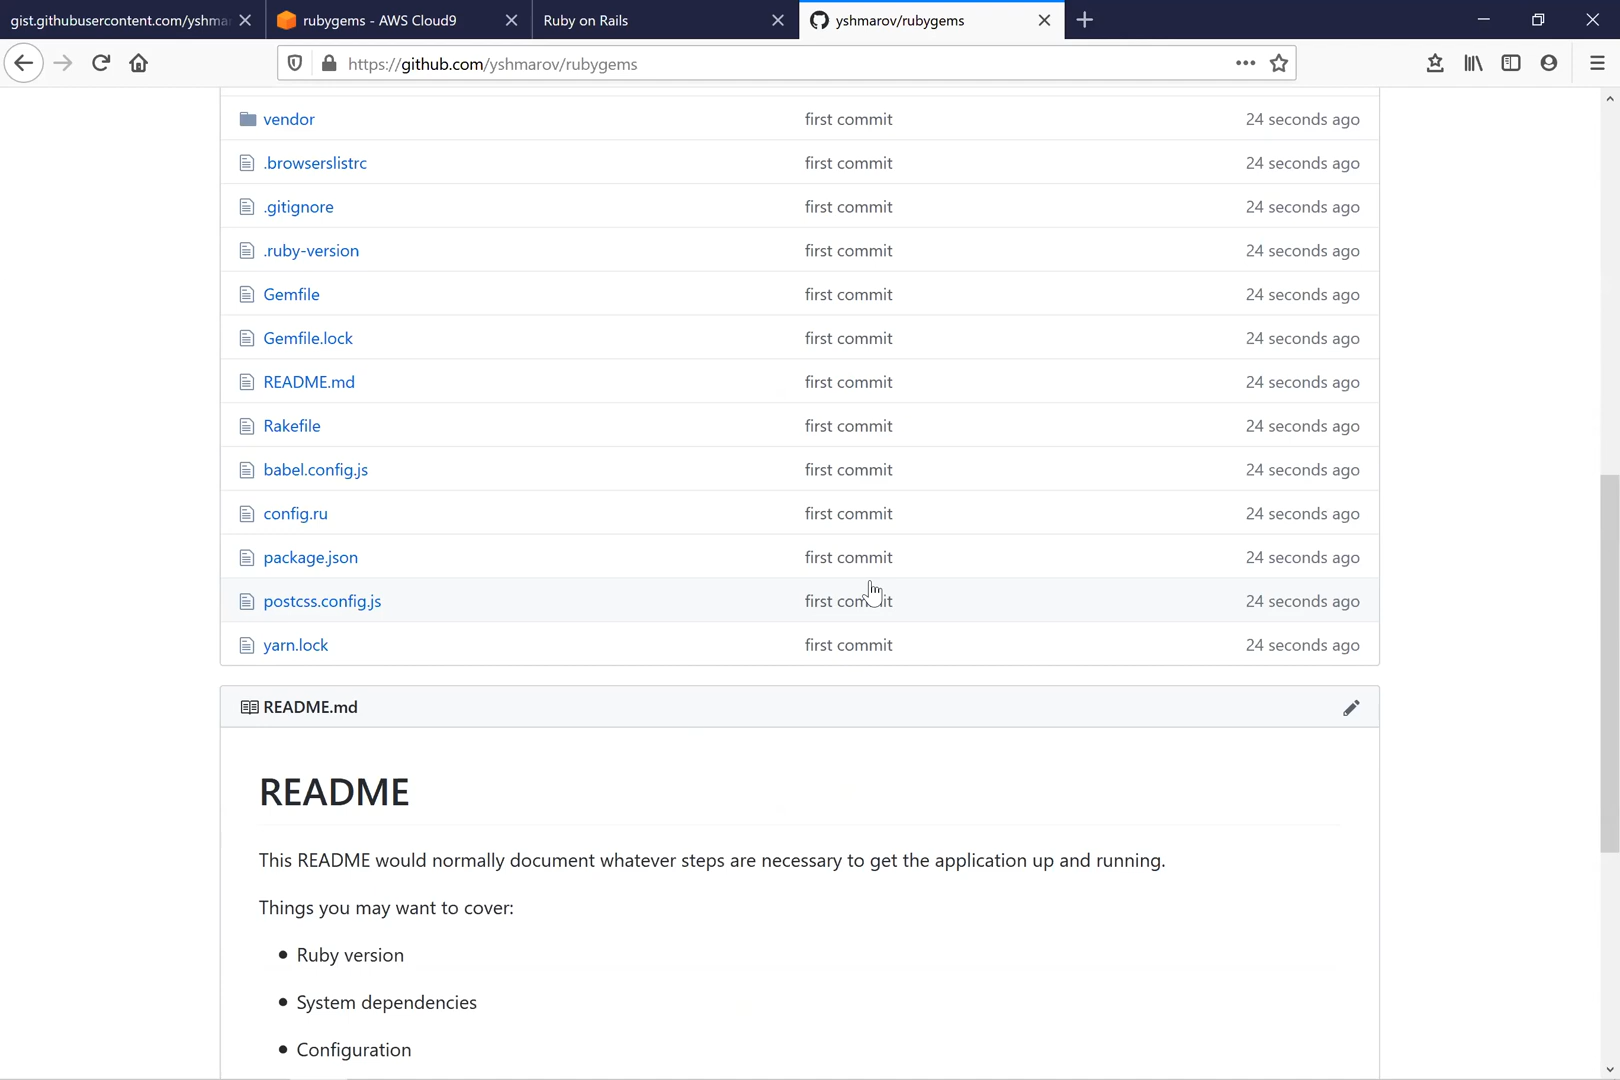 gist.githubusercontent.com/yshma
rubygems - AWS Cloud9
Ruby on Rails
yshmarov/rubygems
https://github.com/yshmarov/rubygems
vendor first commit 24 seconds ago
.browserslistrc first commit 24 seconds ago
.gitignore first commit 24 seconds ago
.ruby-version first commit 24 seconds ago
Gemfile first commit 24 seconds ago
Gemfile.lock first commit 24 seconds ago
README.md first commit 24 seconds ago
Rakefile first commit 24 seconds ago
babel.config.js first commit 24 seconds ago
config.ru first commit 24 seconds ago
package.json first commit 24 seconds ago
postcss.config.js first commit 24 seconds ago
yarn.lock first commit 24 seconds ago
README.md
README
This README would normally document whatever steps are necessary to get the application up and running.
Things you may want to cover:
• Ruby version
• System dependencies
• Configuration